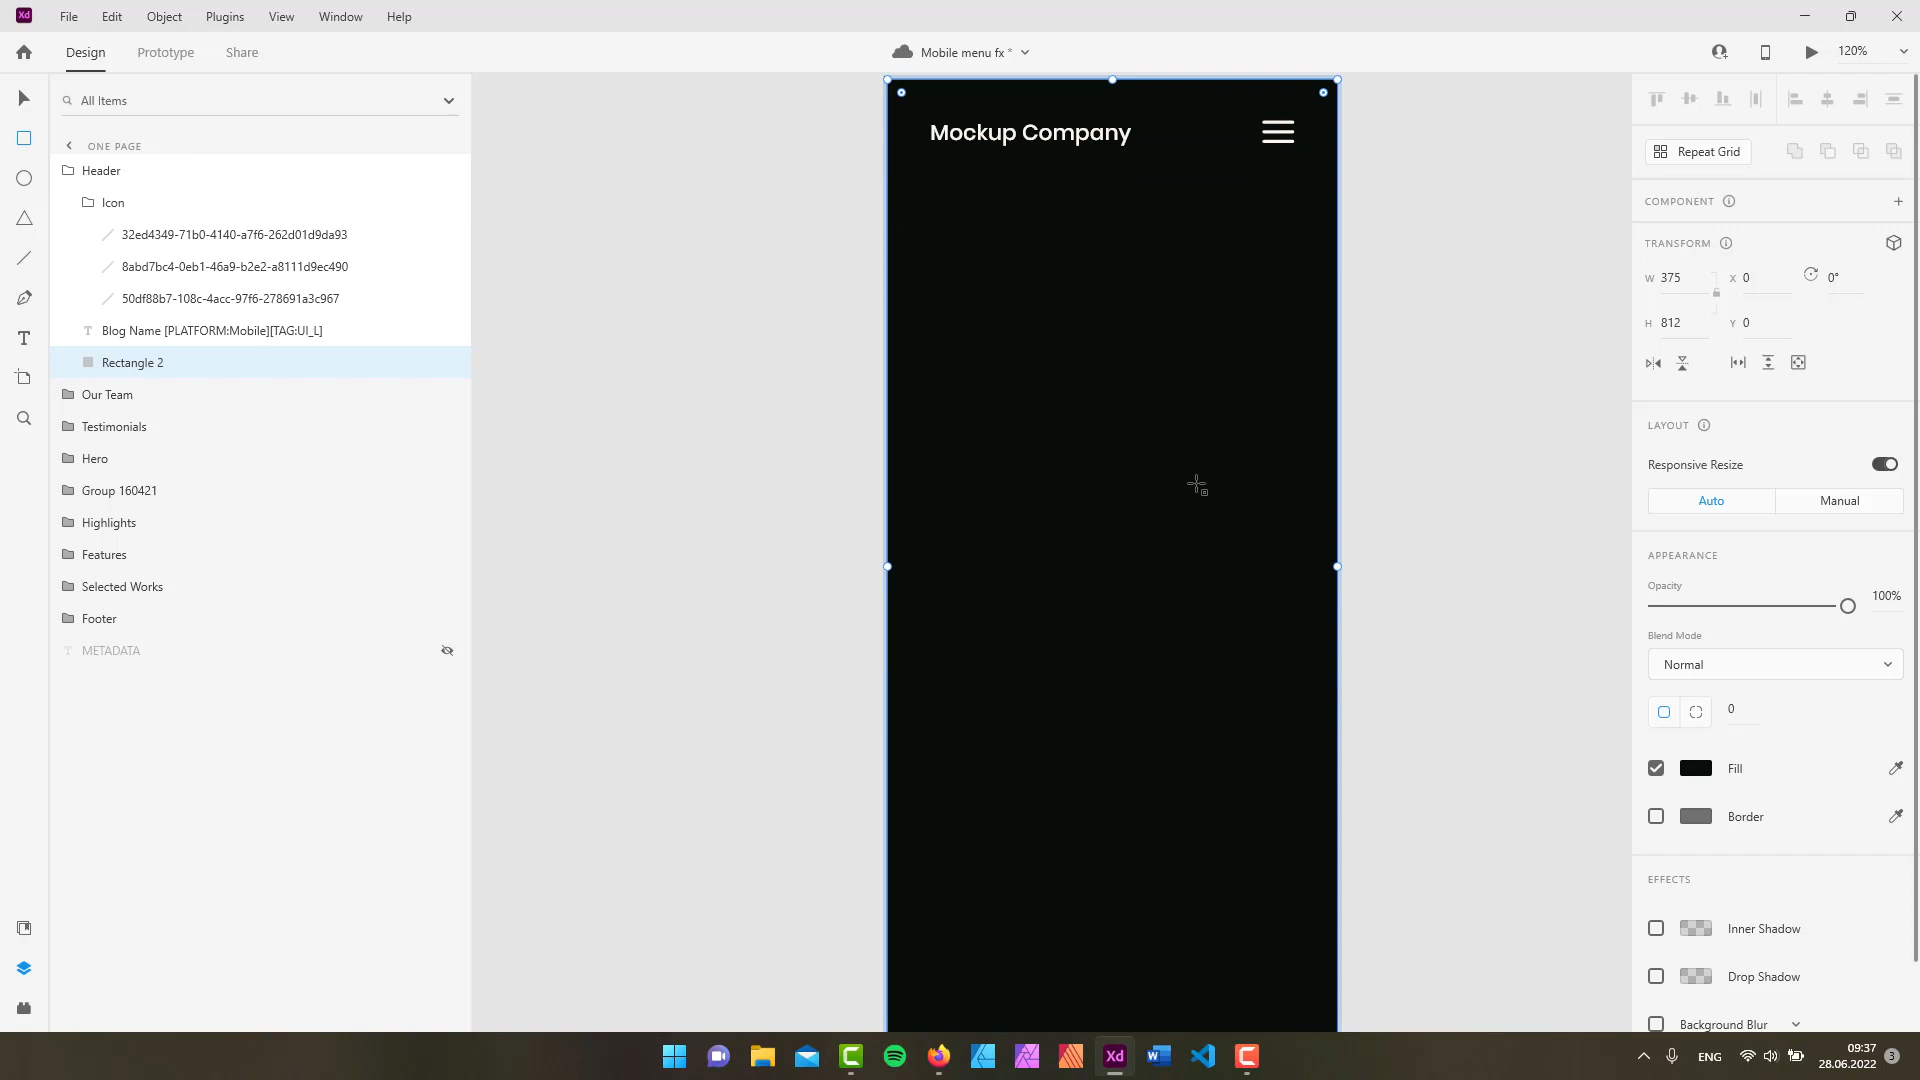 Xd File Edit Object Plugins View Window Help
Design Prototype Share Mobile menu fx * 120%
All Items
ONE PAGE
Header
Icon
32ed4349-71b0-4140-a7f6-262d01d9da93
8abd7bc4-0eb1-46a9-b2e2-a8111d9ec490
50df88b7-108c-4acc-97f6-278691a3c967
T Blog Name [PLATFORM:Mobile][TAG:UI_L]
Rectangle 2
Our Team
Testimonials
Hero
Group 160421
Highlights
Features
Selected Works
Footer
T METADATA
Mockup Company
Repeat Grid
COMPONENT
TRANSFORM
W 375 X 0 0°
H 812 Y 0
LAYOUT
Responsive Resize
Auto Manual
APPEARANCE
Opacity
100%
Blend Mode
Normal
0
Fill
Border
EFFECTS
Inner Shadow
Drop Shadow
Background Blur
Xd ENG 09:37
28.06.2022 3